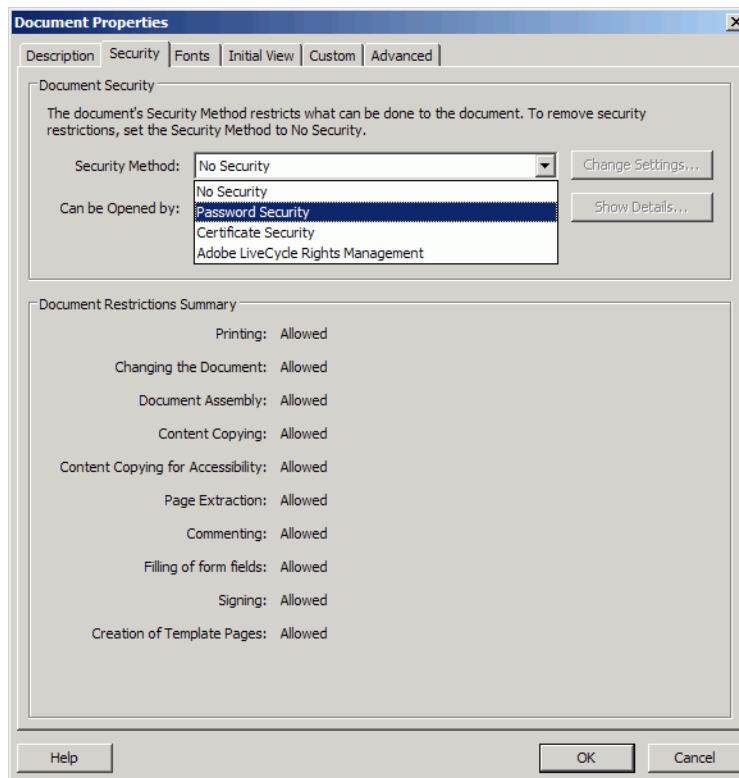 Document Properties
Description Security Fonts Initial View Custom Advanced
Document Security
The document's Security Method restricts what can be done to the document. To remove security
restrictions, set the Security Method to No Security.
Security Method: No Security Change Settings...
No Security
Can be Opened by: Password Security Show Details...
Certificate Security
Adobe LiveCycle Rights Management
Document Restrictions Summary
Printing: Allowed
Changing the Document: Allowed
Document Assembly: Allowed
Content Copying: Allowed
Content Copying for Accessibility: Allowed
Page Extraction: Allowed
Commenting: Allowed
Filling of form fields: Allowed
Signing: Allowed
Creation of Template Pages: Allowed
Help OK Cancel